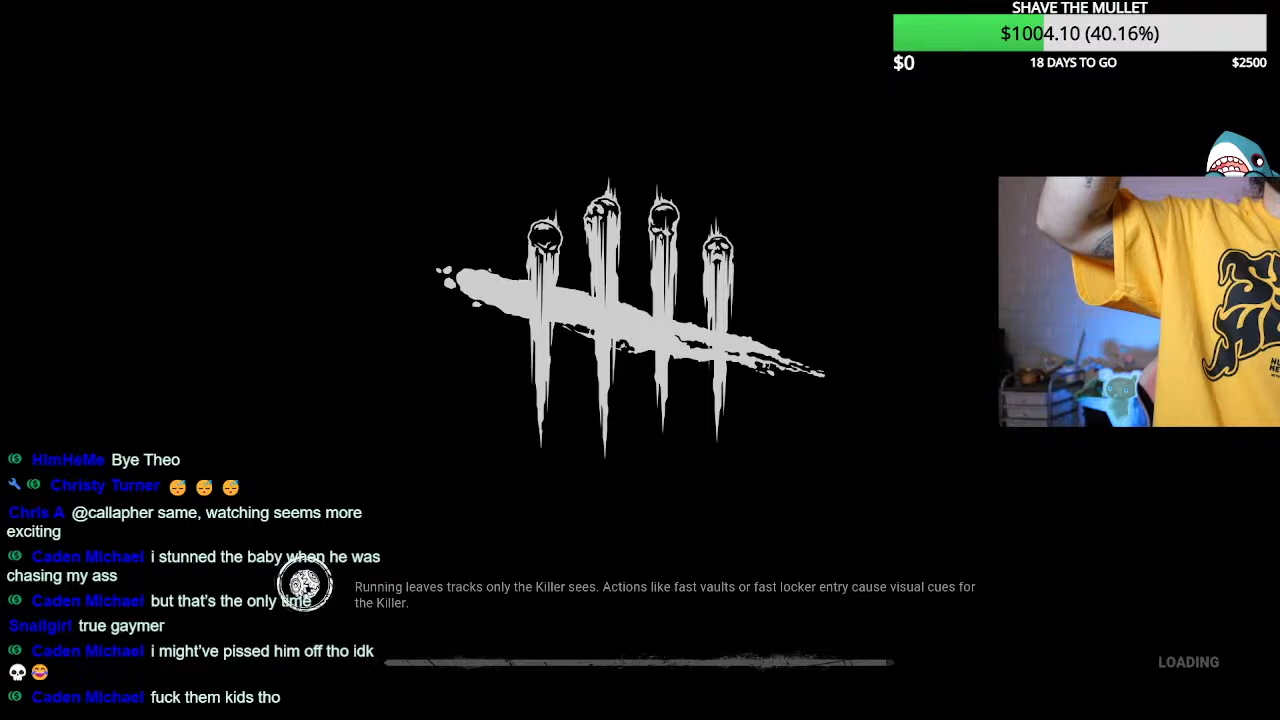 SHAVE THE MULLET
$1004.10 (40.16%)
$0
18 DAYS TO GO
$2500
HimHeMe Bye Theo
Christy Turner 😴 😴 😴
Chris A @callapher same, watching seems more
exciting
Caden Michael i stunned the baby when he was
chasing my ass
Caden Michael but that's the only time
Snailgirl true gaymer
Caden Michael i might've pissed him off tho idk
💀 😂
Caden Michael fuck them kids tho
Running leaves tracks only the Killer sees. Actions like fast vaults or fast locker entry cause visual cues for
the Killer.
LOADING